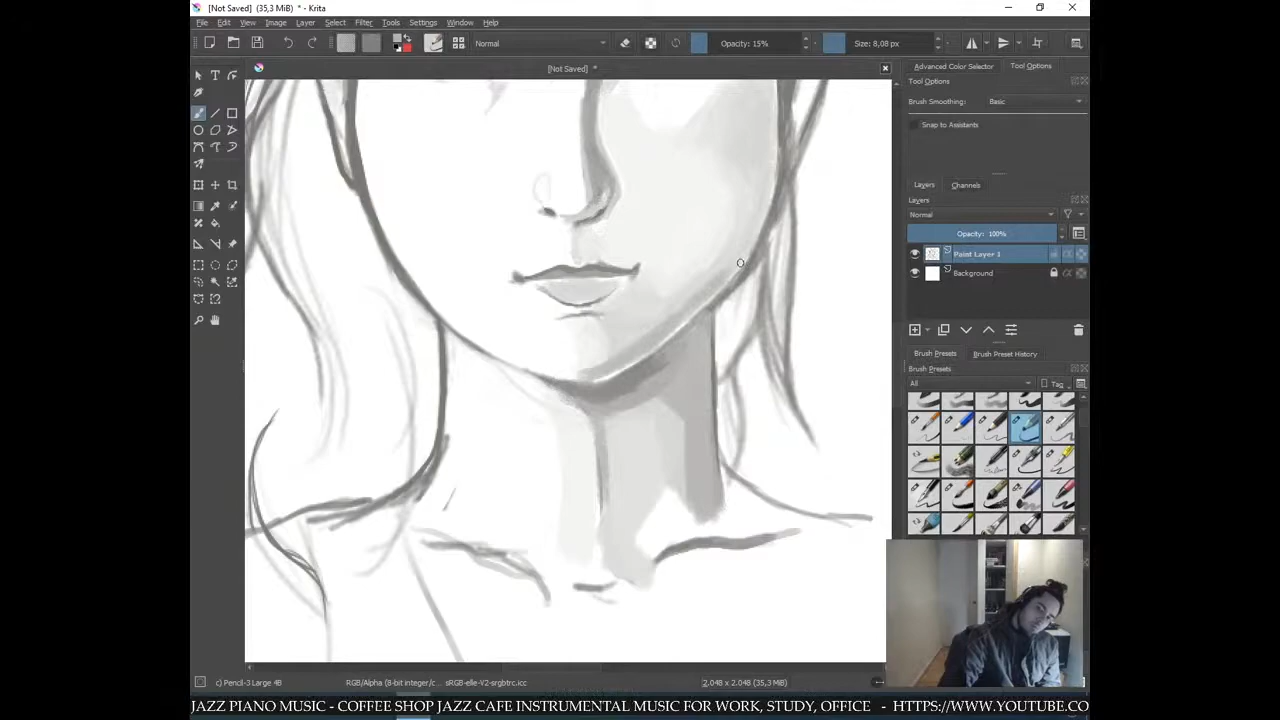 [Not Saved] (35,3 MiB) * - Krita
File Edit View Image Layer Select Filter Tools Settings Window Help
Normal Opacity: 15% Size: 8,08 px
[Not Saved] *
Advanced Color Selector Tool Options
Tool Options
Brush Smoothing: Basic
Snap to Assistants
Layers Channels
Layers
Normal
Opacity: 100%
Paint Layer 1
Background
Brush Presets Brush Preset History
Brush Presets
All Tag
c) Pencil-3 Large 4B RGB/Alpha (8-bit integer/c... sRGB-elle-V2-srgbtrc.icc 2.048 x 2.048 (35,3 MiB)
JAZZ PIANO MUSIC - COFFEE SHOP JAZZ CAFE INSTRUMENTAL MUSIC FOR WORK, STUDY, OFFICE - HTTPS://WWW.YOUTUBE.CO